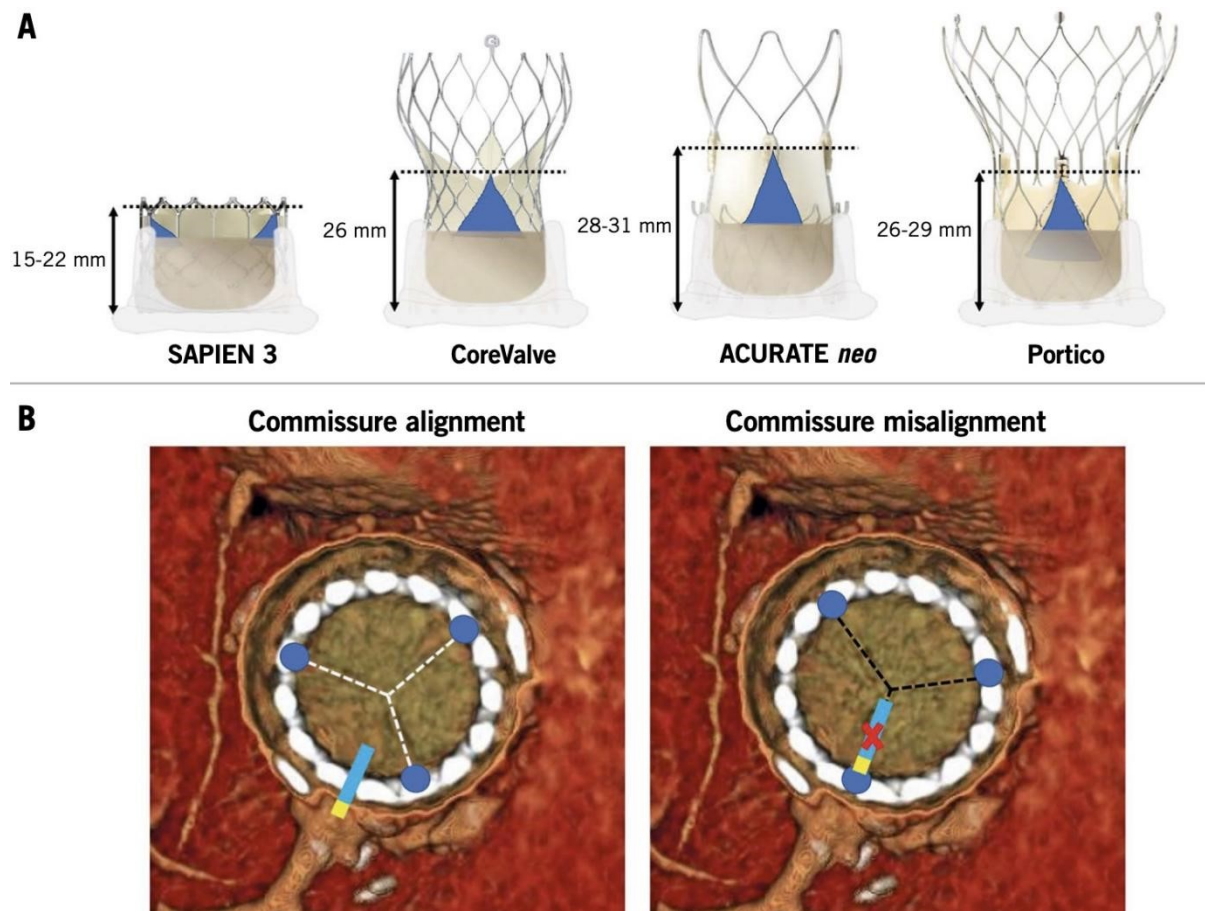 A
15-22 mm
26 mm
28-31 mm
26-29 mm
SAPIEN 3
CoreValve
ACURATE neo
Portico
B
Commissure alignment
Commissure misalignment